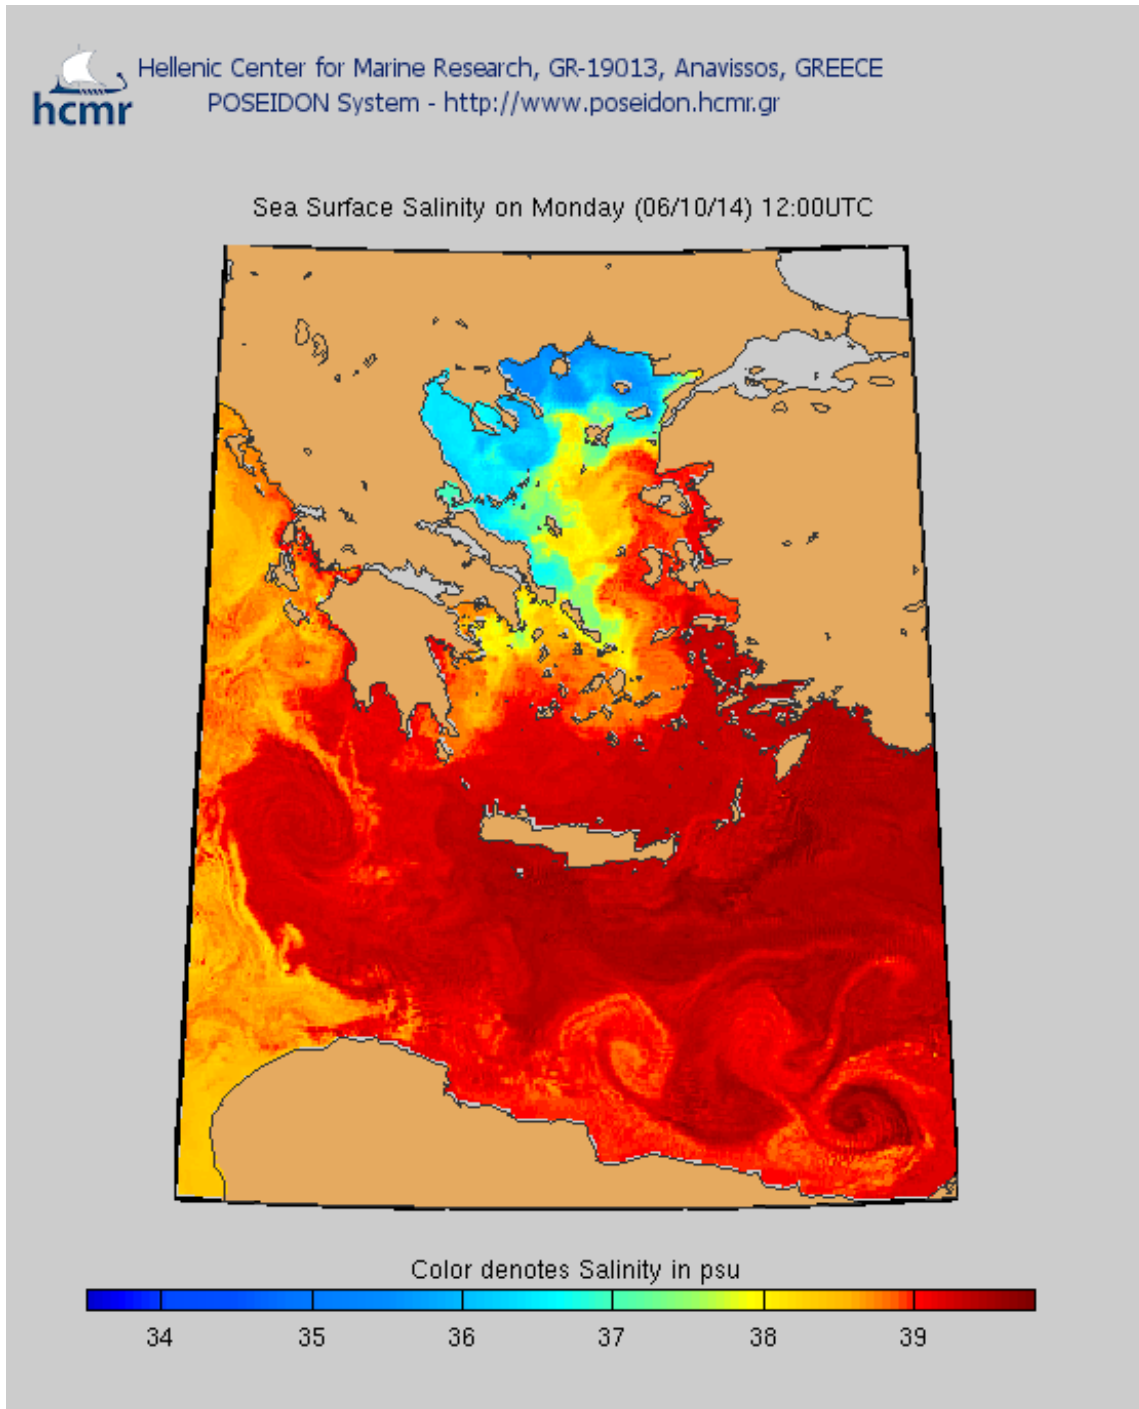 Hellenic Center for Marine Research, GR-19013, Anavissos, GREECE
hcmr
POSEIDON System - http://www.poseidon.hcmr.gr
Sea Surface Salinity on Monday (06/10/14) 12:00UTC
Color denotes Salinity in psu
34 35 36 37 38 39